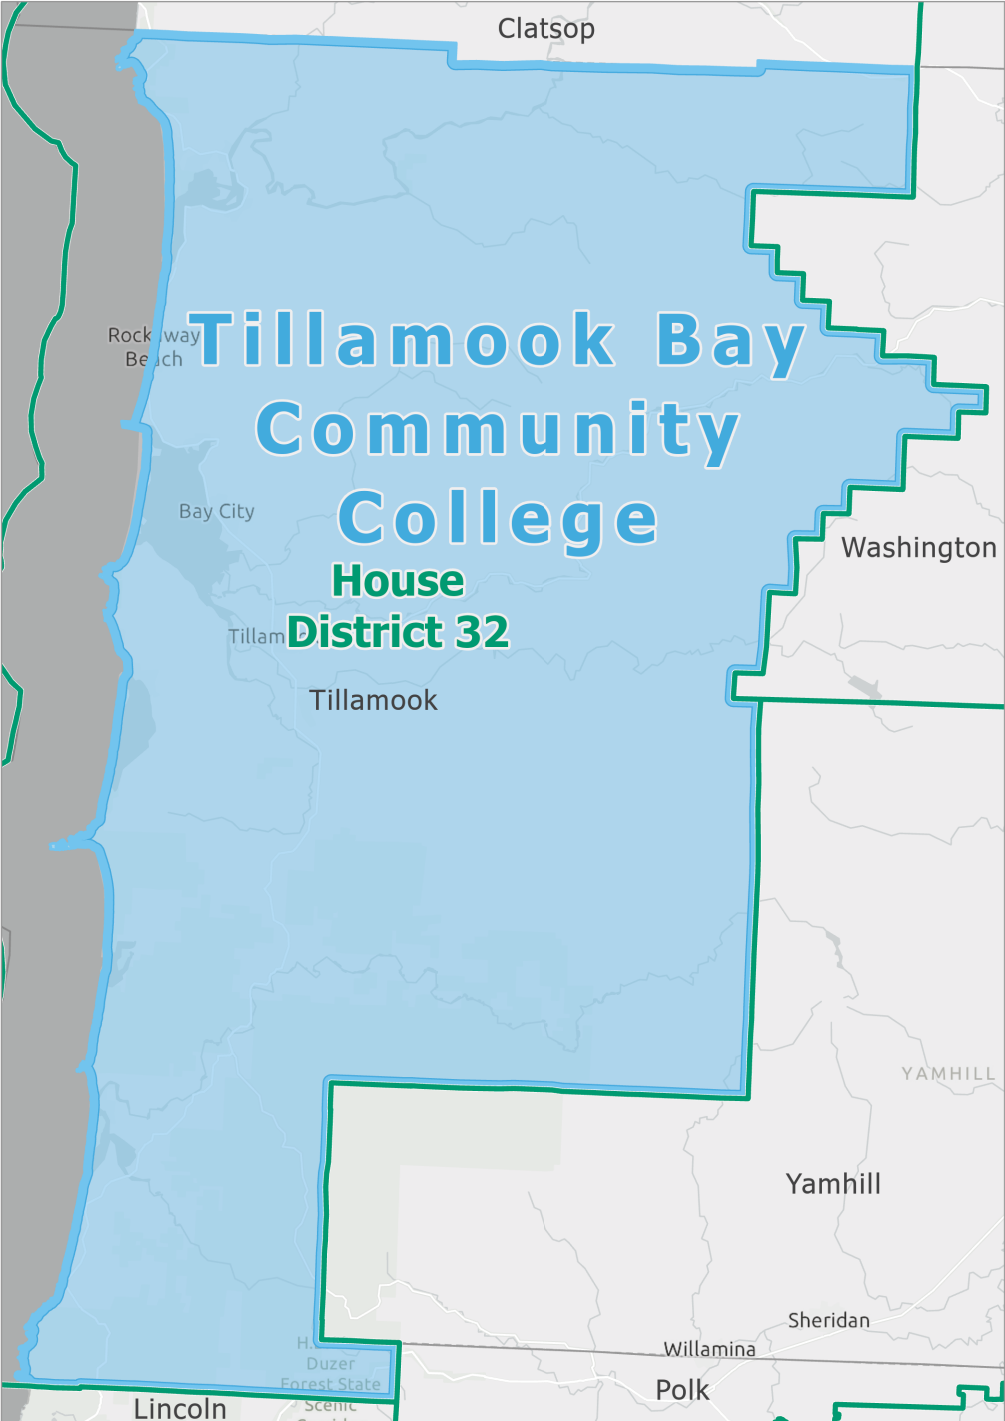 Clatsop
Rockaway
Beach
Tillamook Bay
Community
College
Bay City
Washington
House
District 32
Tillamook
YAMHILL
Yamhill
Sheridan
Willamina
Duzer
Forest State
Scenic
Polk
Lincoln